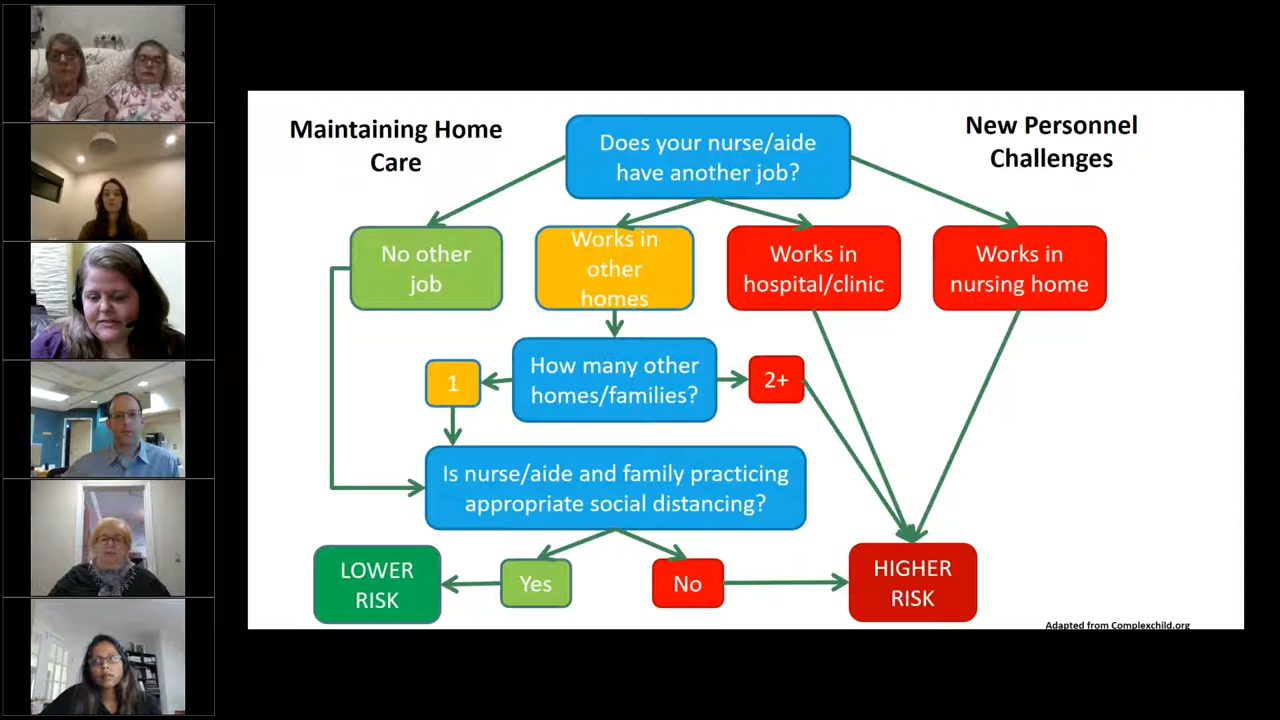 Maintaining Home
Care
Does your nurse/aide
have another job?
New Personnel
Challenges
No other
job
Works in
other
homes
Works in
hospital/clinic
Works in
nursing home
How many other
homes/families?
1
2+
Is nurse/aide and family practicing
appropriate social distancing?
LOWER
RISK
Yes
No
HIGHER
RISK
Adapted from Complexchild.org